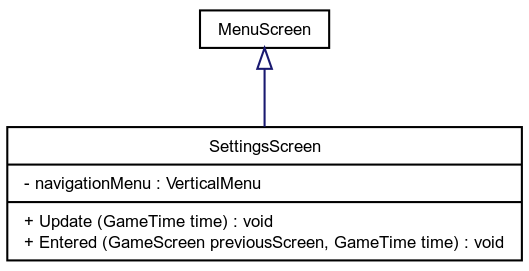 MenuScreen
SettingsScreen
- navigationMenu : VerticalMenu
+ Update (GameTime time) : void
+ Entered (GameScreen previousScreen, GameTime time) : void